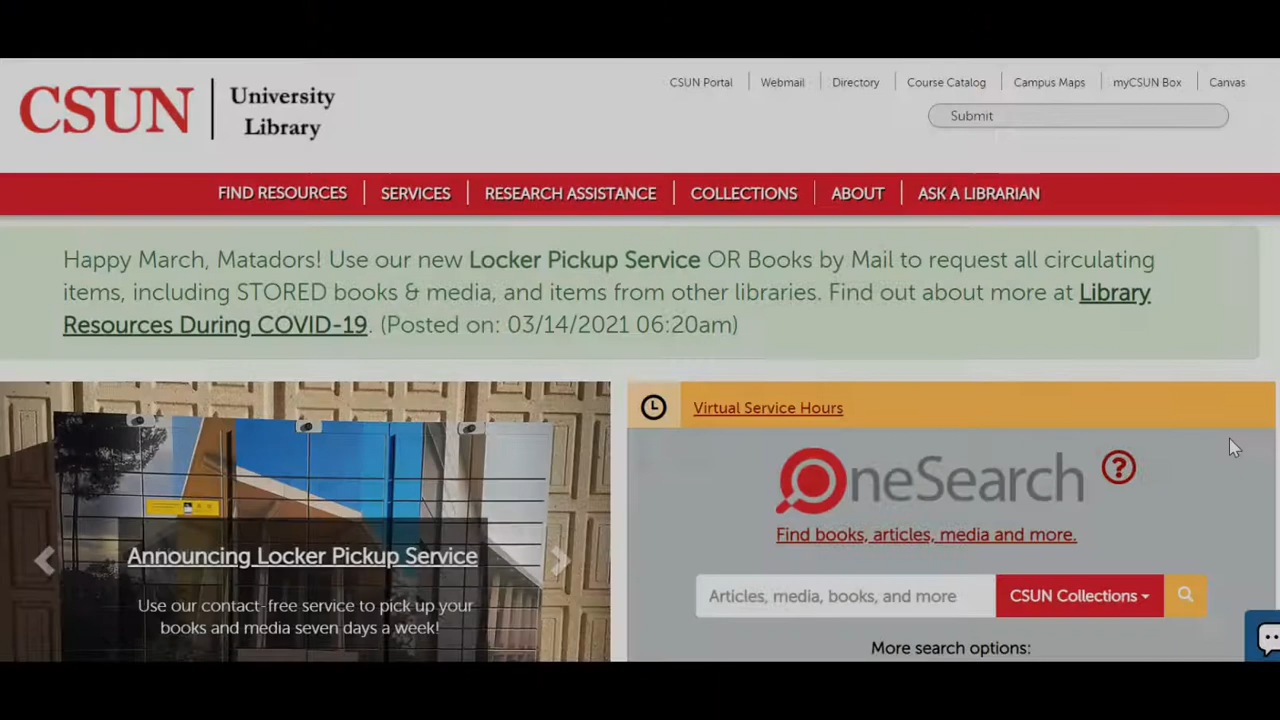 CSUN
University
Library
CSUN Portal
Webmail
Directory
Course Catalog
Campus Maps
myCSUN Box
Canvas
Submit
FIND RESOURCES
SERVICES
RESEARCH ASSISTANCE
COLLECTIONS
ABOUT
ASK A LIBRARIAN
Happy March, Matadors! Use our new Locker Pickup Service OR Books by Mail to request all circulating
items, including STORED books & media, and items from other libraries. Find out about more at Library
Resources During COVID-19. (Posted on: 03/14/2021 06:20am)
Announcing Locker Pickup Service
Use our contact-free service to pick up your
books and media seven days a week!
Virtual Service Hours
OneSearch
Find books, articles, media and more.
Articles, media, books, and more
CSUN Collections
More search options: